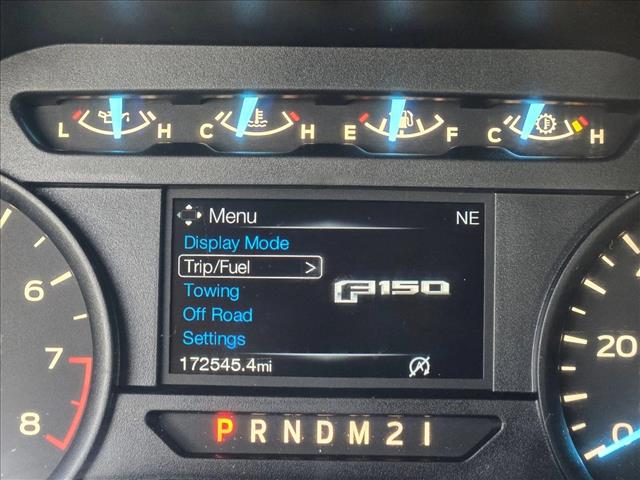 L H C H E F C H
Menu NE
Display Mode
Trip/Fuel >
F150
Towing
Off Road
Settings
172545.4mi
A
6
7
8
20
0
P R N D M 2 1